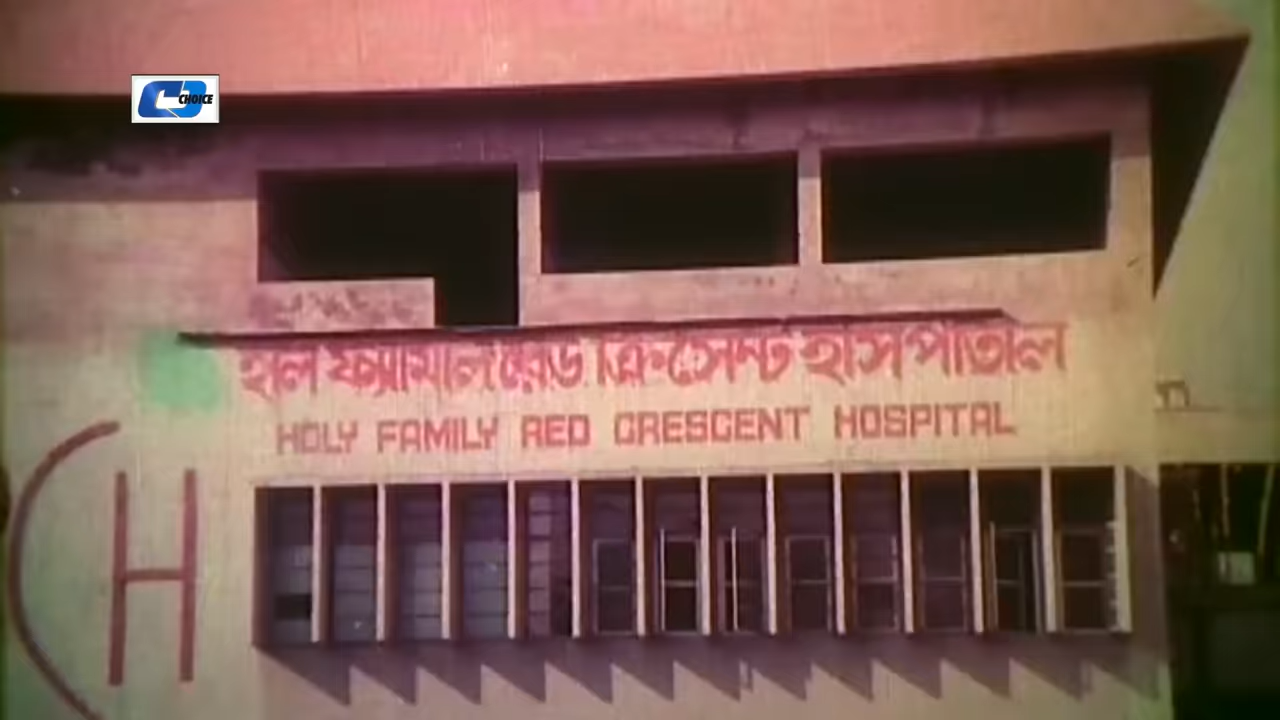 CHOICE
হলি ফ্যামিলি রেড ক্রিসেন্ট হাসপাতাল
HOLY FAMILY RED CRESCENT HOSPITAL
H